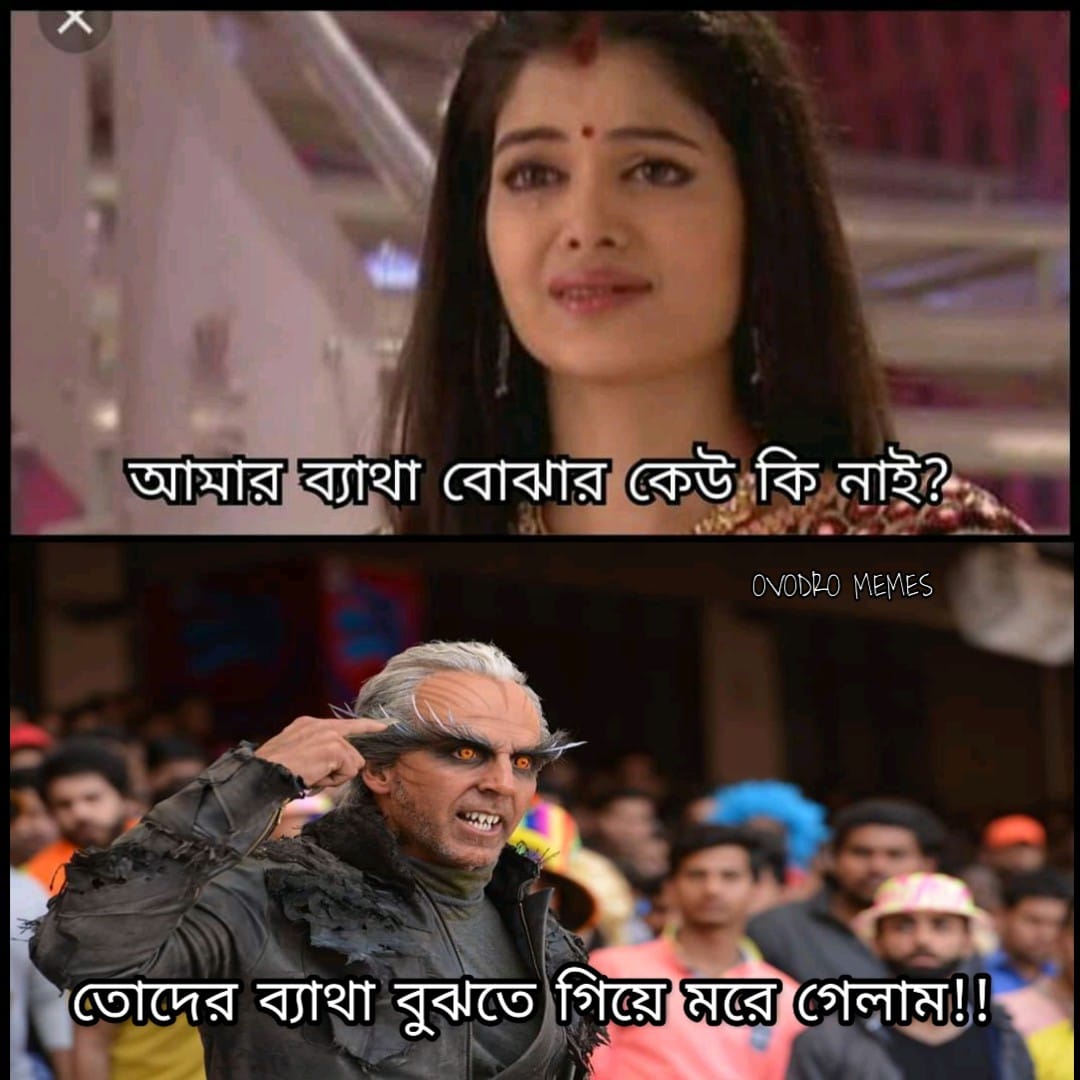 আমার ব্যাথা বোঝার কেউ কি নাই?
OVODRO MEMES
তোদের ব্যাথা বুঝতে গিয়ে মরে গেলাম!!